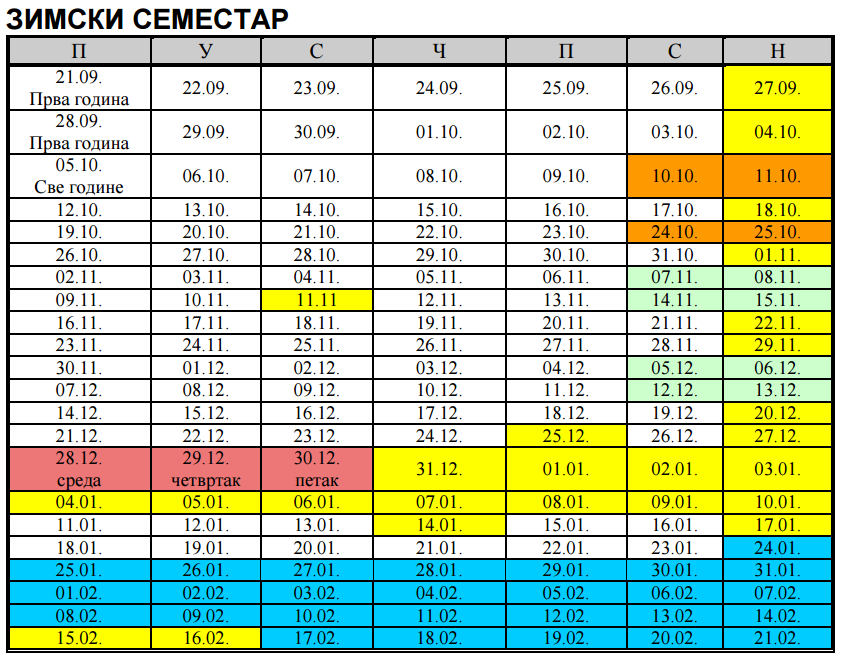 ЗИМСКИ СЕМЕСТАР
П У С Ч П С Н
21.09. Прва година 22.09. 23.09. 24.09. 25.09. 26.09. 27.09.
28.09. Прва година 29.09. 30.09. 01.10. 02.10. 03.10. 04.10.
05.10. Све године 06.10. 07.10. 08.10. 09.10. 10.10. 11.10.
12.10. 13.10. 14.10. 15.10. 16.10. 17.10. 18.10.
19.10. 20.10. 21.10. 22.10. 23.10. 24.10. 25.10.
26.10. 27.10. 28.10. 29.10. 30.10. 31.10. 01.11.
02.11. 03.11. 04.11. 05.11. 06.11. 07.11. 08.11.
09.11. 10.11. 11.11 12.11. 13.11. 14.11. 15.11.
16.11. 17.11. 18.11. 19.11. 20.11. 21.11. 22.11.
23.11. 24.11. 25.11. 26.11. 27.11. 28.11. 29.11.
30.11. 01.12. 02.12. 03.12. 04.12. 05.12. 06.12.
07.12. 08.12. 09.12. 10.12. 11.12. 12.12. 13.12.
14.12. 15.12. 16.12. 17.12. 18.12. 19.12. 20.12.
21.12. 22.12. 23.12. 24.12. 25.12. 26.12. 27.12.
28.12. среда 29.12. четвртак 30.12. петак 31.12. 01.01. 02.01. 03.01.
04.01. 05.01. 06.01. 07.01. 08.01. 09.01. 10.01.
11.01. 12.01. 13.01. 14.01. 15.01. 16.01. 17.01.
18.01. 19.01. 20.01. 21.01. 22.01. 23.01. 24.01.
25.01. 26.01. 27.01. 28.01. 29.01. 30.01. 31.01.
01.02. 02.02. 03.02. 04.02. 05.02. 06.02. 07.02.
08.02. 09.02. 10.02. 11.02. 12.02. 13.02. 14.02.
15.02. 16.02. 17.02. 18.02. 19.02. 20.02. 21.02.